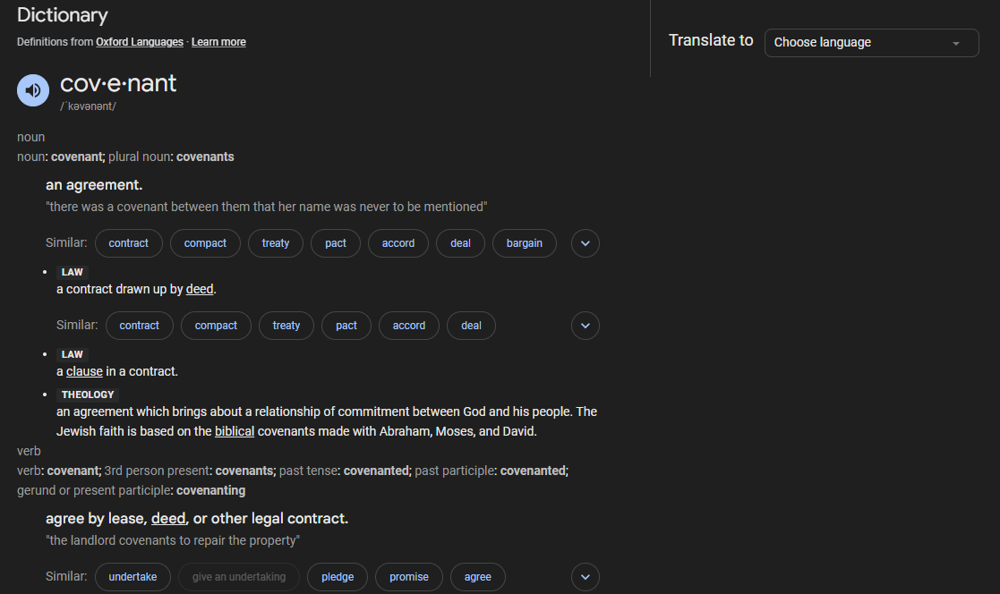 Dictionary
Definitions from Oxford Languages · Learn more
Translate to Choose language
cov·e·nant
/ˈkəvənənt/
noun
noun: covenant; plural noun: covenants
an agreement.
"there was a covenant between them that her name was never to be mentioned"
Similar: contract compact treaty pact accord deal bargain
• LAW
a contract drawn up by deed.
Similar: contract compact treaty pact accord deal
• LAW
a clause in a contract.
• THEOLOGY
an agreement which brings about a relationship of commitment between God and his people. The
Jewish faith is based on the biblical covenants made with Abraham, Moses, and David.
verb
verb: covenant; 3rd person present: covenants; past tense: covenanted; past participle: covenanted;
gerund or present participle: covenanting
agree by lease, deed, or other legal contract.
"the landlord covenants to repair the property"
Similar: undertake give an undertaking pledge promise agree